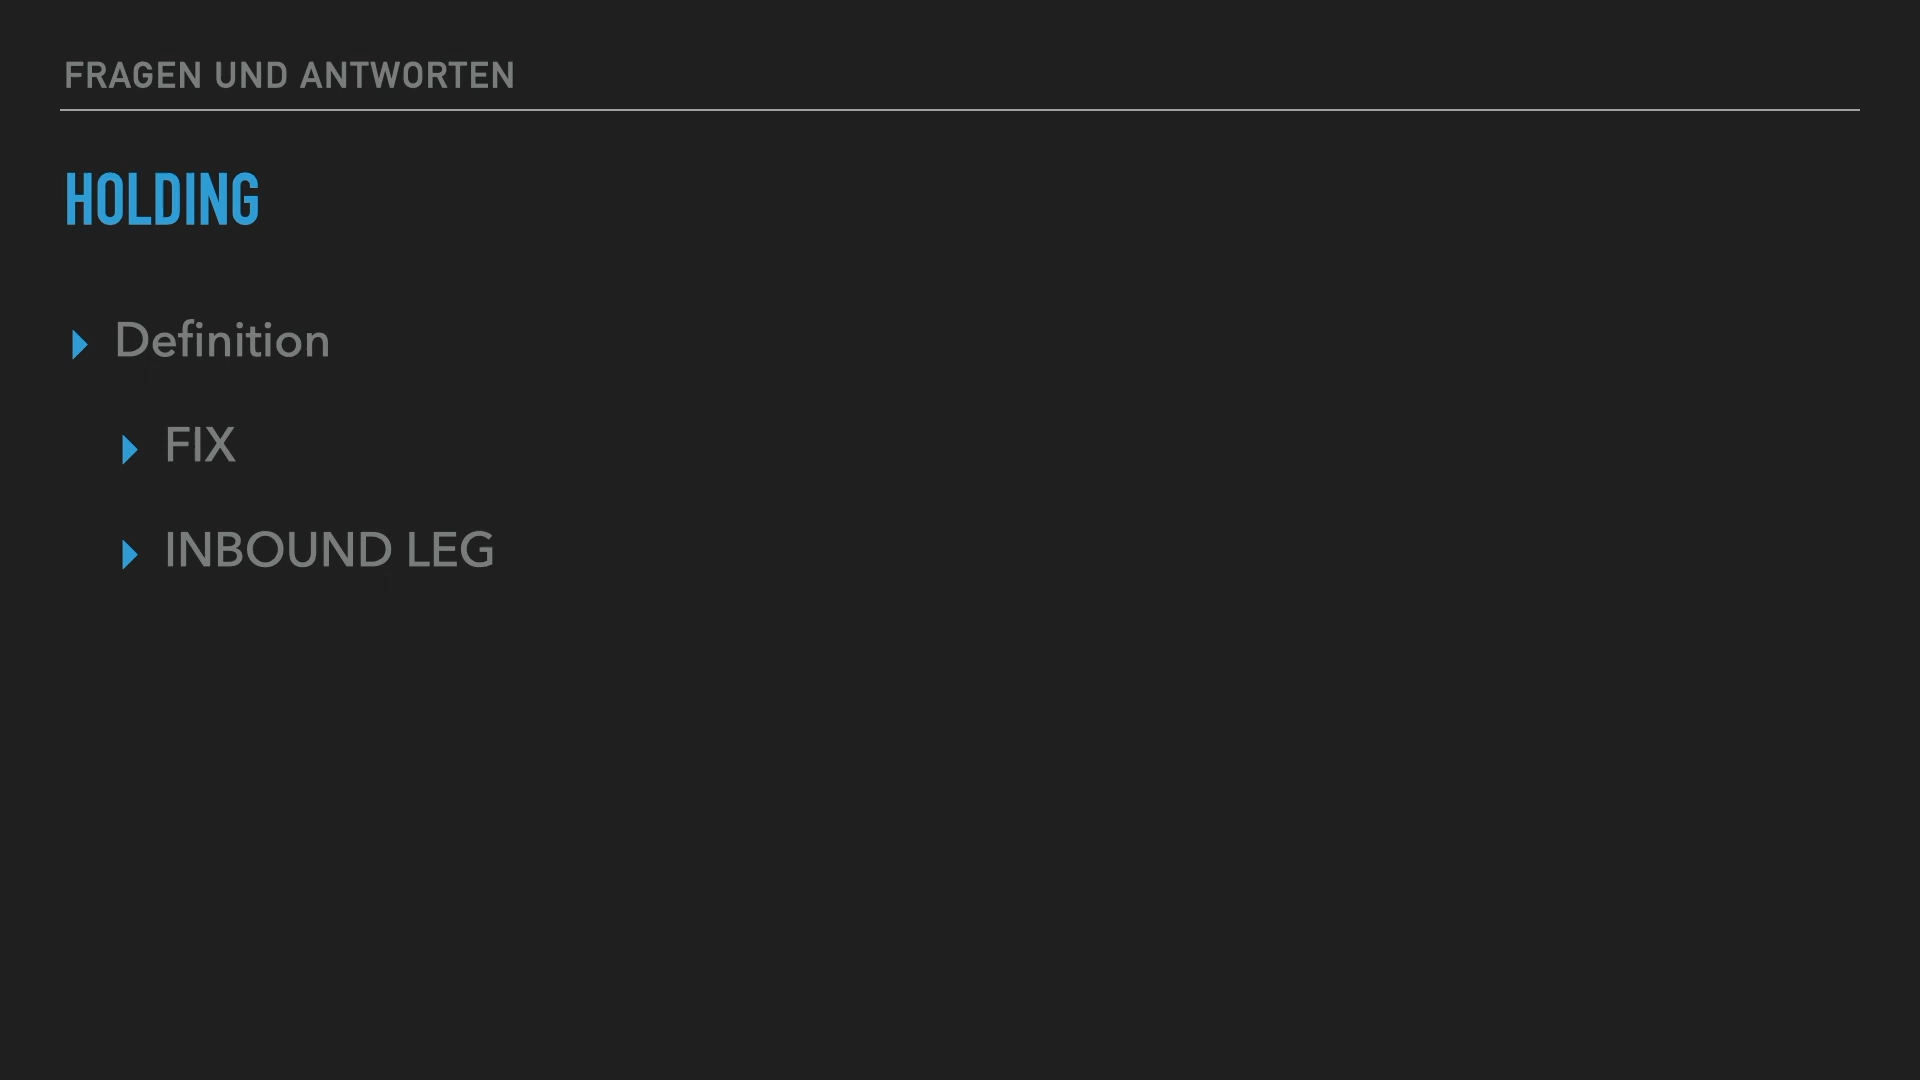 FRAGEN UND ANTWORTEN
HOLDING
Definition
FIX
INBOUND LEG